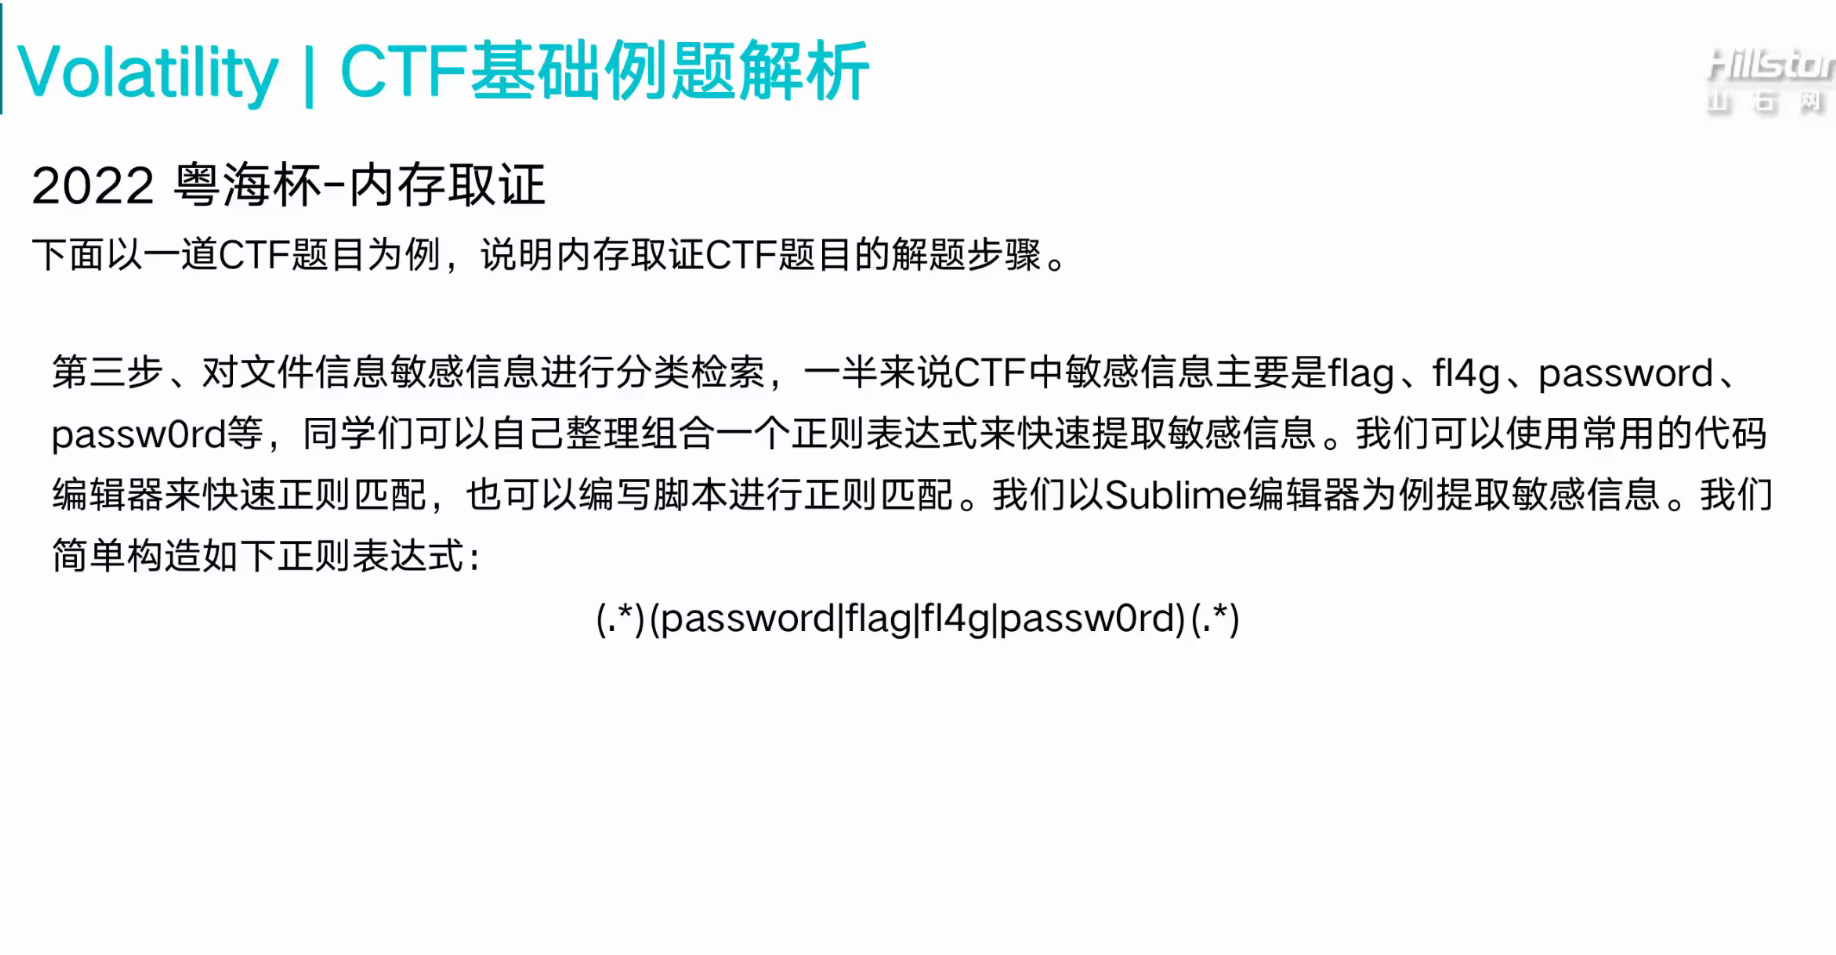 Volatility | CTF基础例题解析
Hillstor
山石网
2022 粤海杯-内存取证
下面以一道CTF题目为例，说明内存取证CTF题目的解题步骤。
第三步、对文件信息敏感信息进行分类检索，一半来说CTF中敏感信息主要是flag、fl4g、password、
passw0rd等，同学们可以自己整理组合一个正则表达式来快速提取敏感信息。我们可以使用常用的代码
编辑器来快速正则匹配，也可以编写脚本进行正则匹配。我们以Sublime编辑器为例提取敏感信息。我们
简单构造如下正则表达式：
(.*)(password|flag|fl4g|passw0rd)(.*)